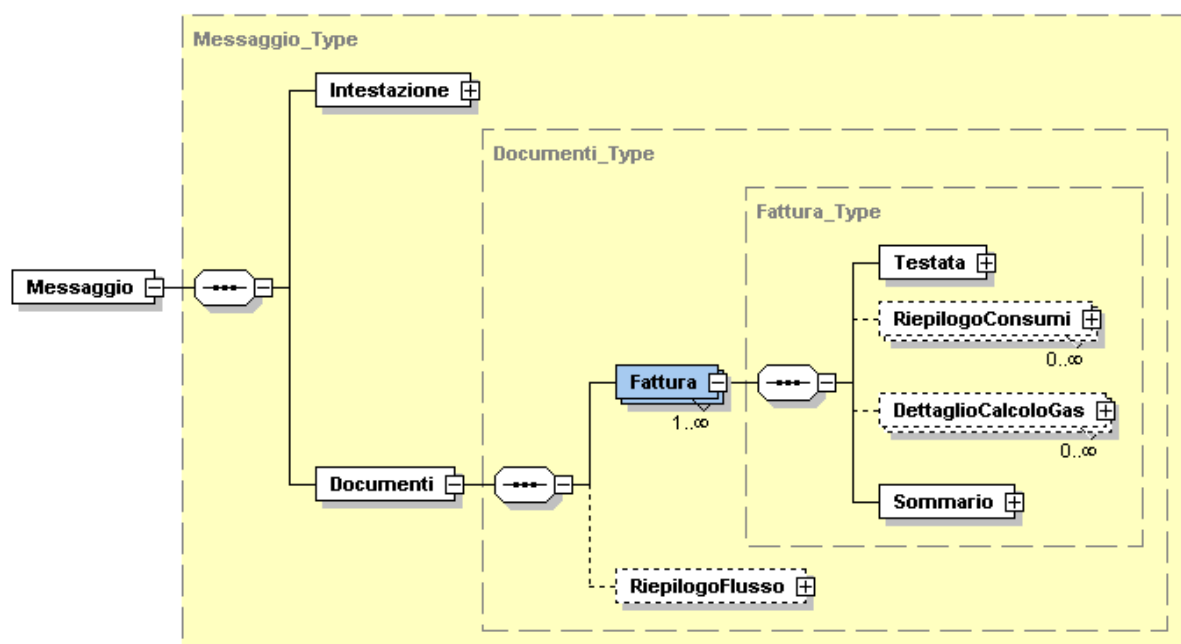 Messaggio_Type
Intestazione
Documenti_Type
Fattura_Type
Testata
Messaggio
RiepilogoConsumi
0..∞
Fattura
1..∞
DettaglioCalcoloGas
0..∞
Documenti
Sommario
RiepilogoFlusso